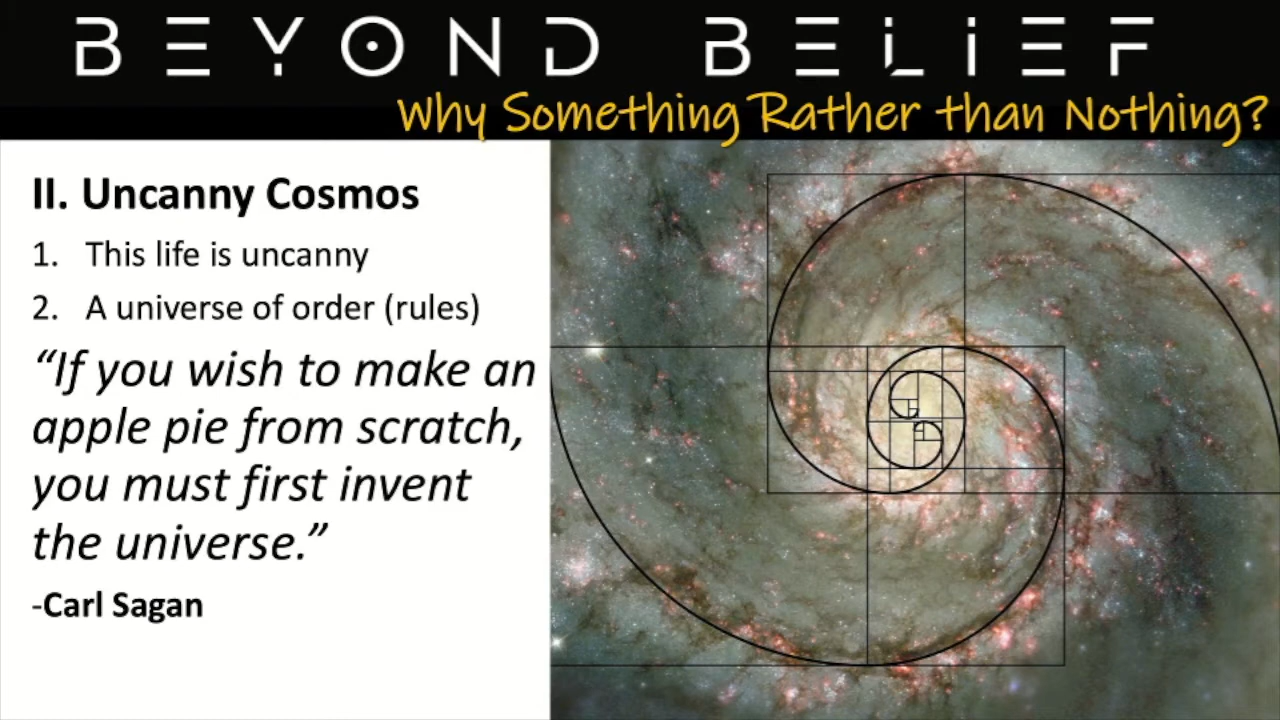 BEYOND BELIEF
Why Something Rather than Nothing?
II. Uncanny Cosmos
1. This life is uncanny
2. A universe of order (rules)
“If you wish to make an
apple pie from scratch,
you must first invent
the universe.”
-Carl Sagan